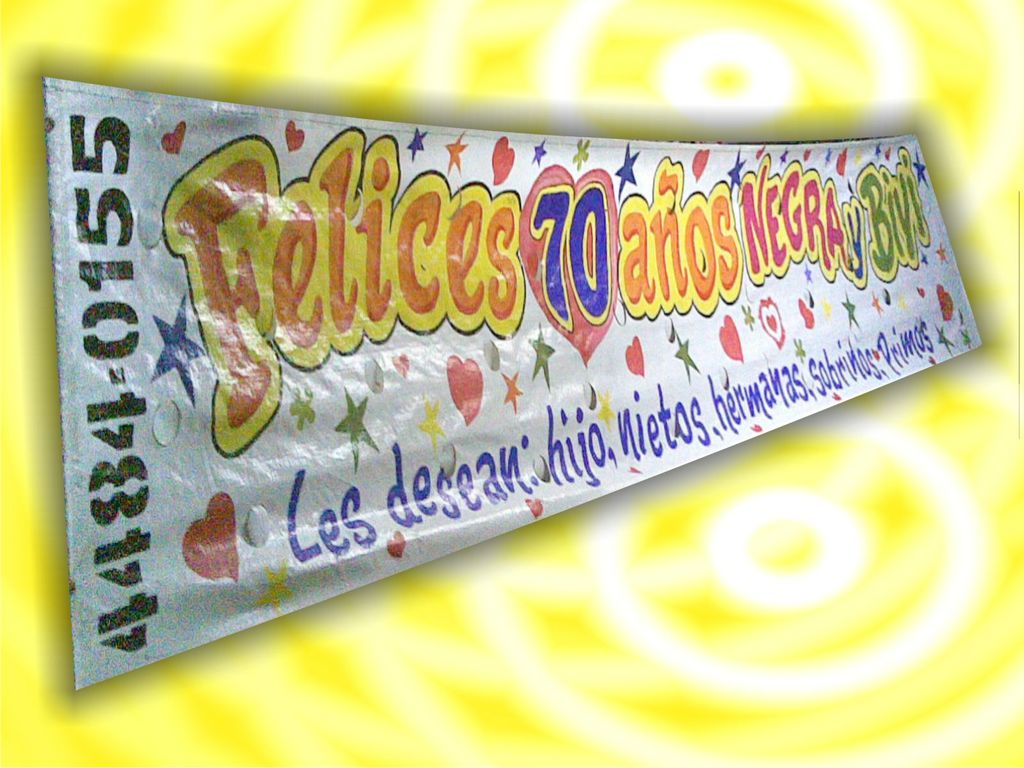 4484-0155
Felices 70 años NEGRA y BiVi
Les desean: hijo, nietos, hermanas, sobrinos, Primos